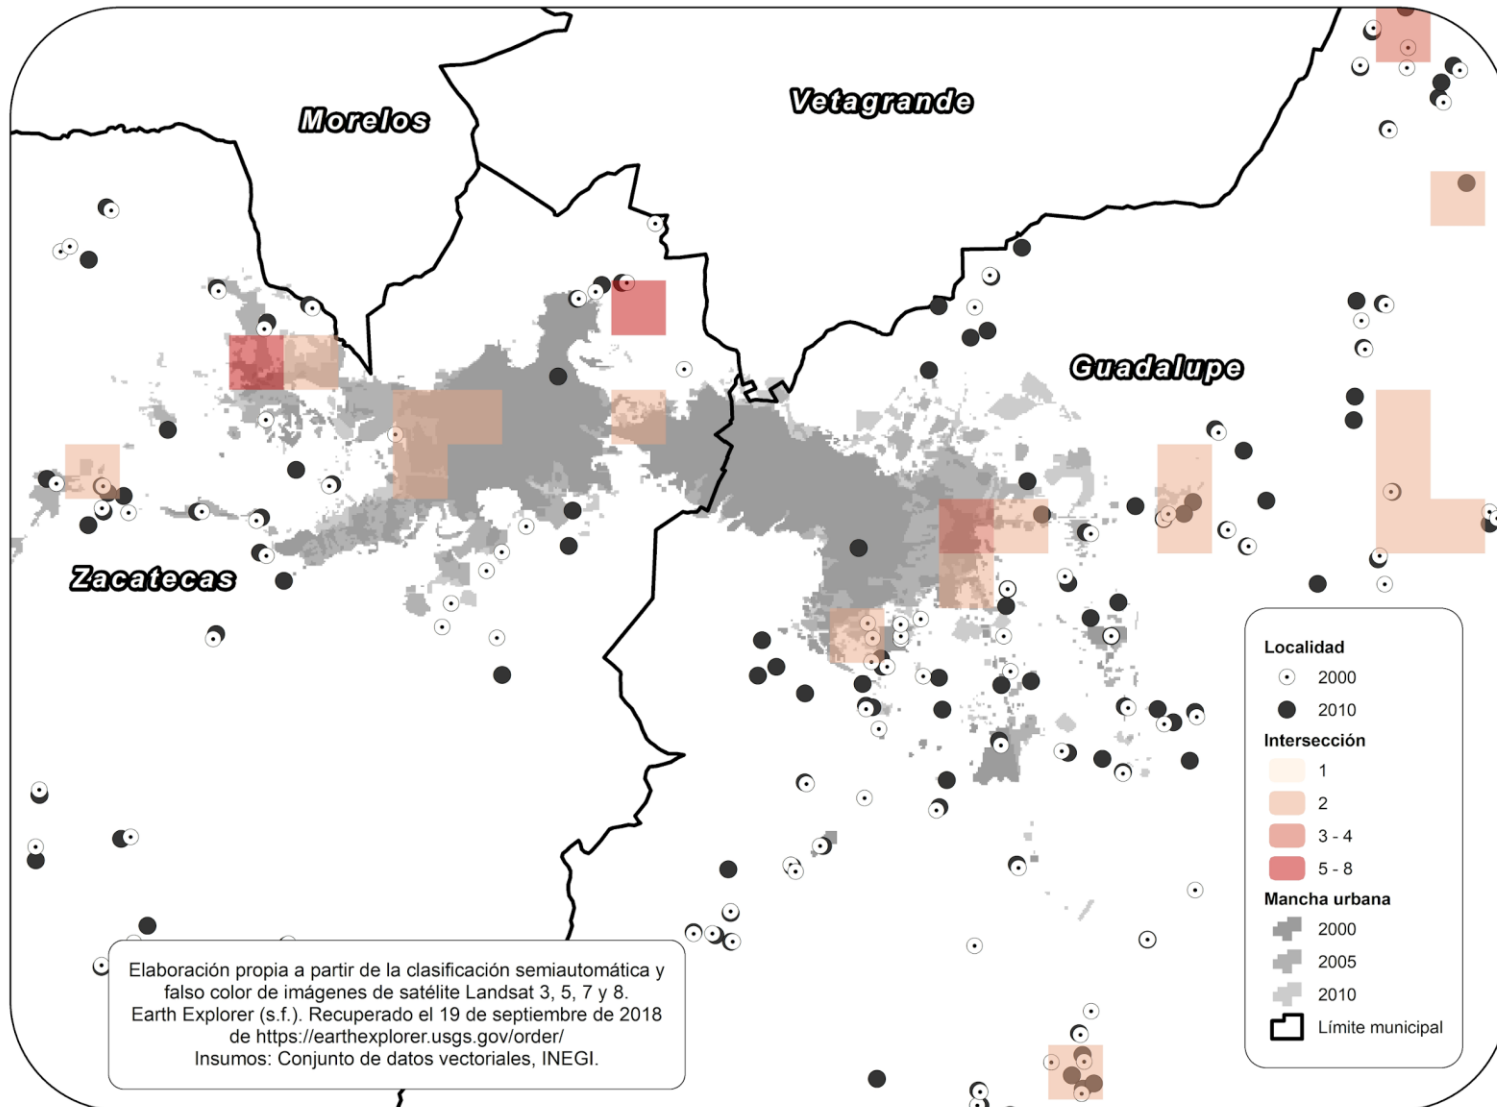 Morelos
Vetagrande
Guadalupe
Zacatecas
Localidad
2000
2010
Intersección
1
2
3 - 4
5 - 8
Mancha urbana
2000
2005
2010
Límite municipal
Elaboración propia a partir de la clasificación semiautomática y
falso color de imágenes de satélite Landsat 3, 5, 7 y 8.
Earth Explorer (s.f.). Recuperado el 19 de septiembre de 2018
de https://earthexplorer.usgs.gov/order/
Insumos: Conjunto de datos vectoriales, INEGI.